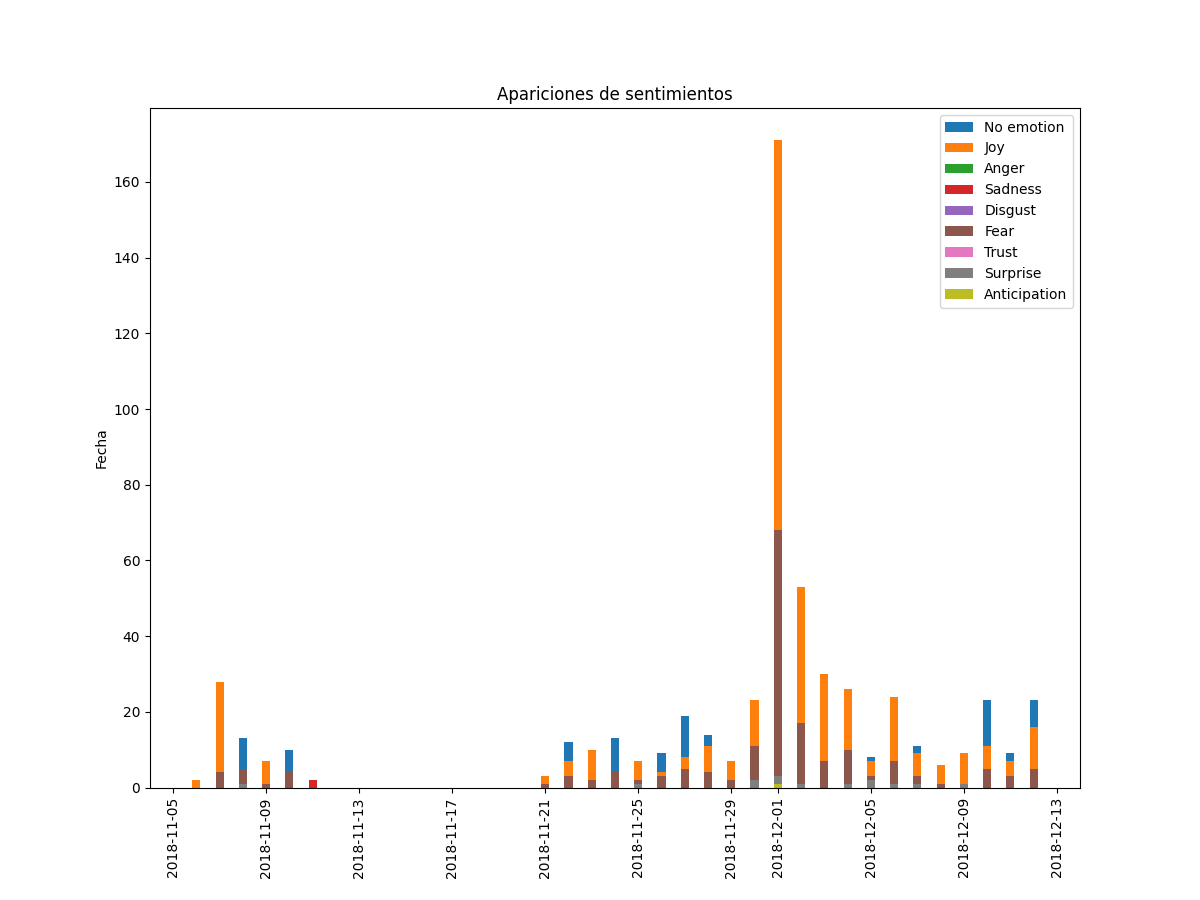 Apariciones de sentimientos
No emotion
Joy
Anger
Sadness
Disgust
Fear
Trust
Surprise
Anticipation
160
140
120
100
80
60
40
20
0
Fecha
2018-11-05
2018-11-09
2018-11-13
2018-11-17
2018-11-21
2018-11-25
2018-11-29
2018-12-01
2018-12-05
2018-12-09
2018-12-13